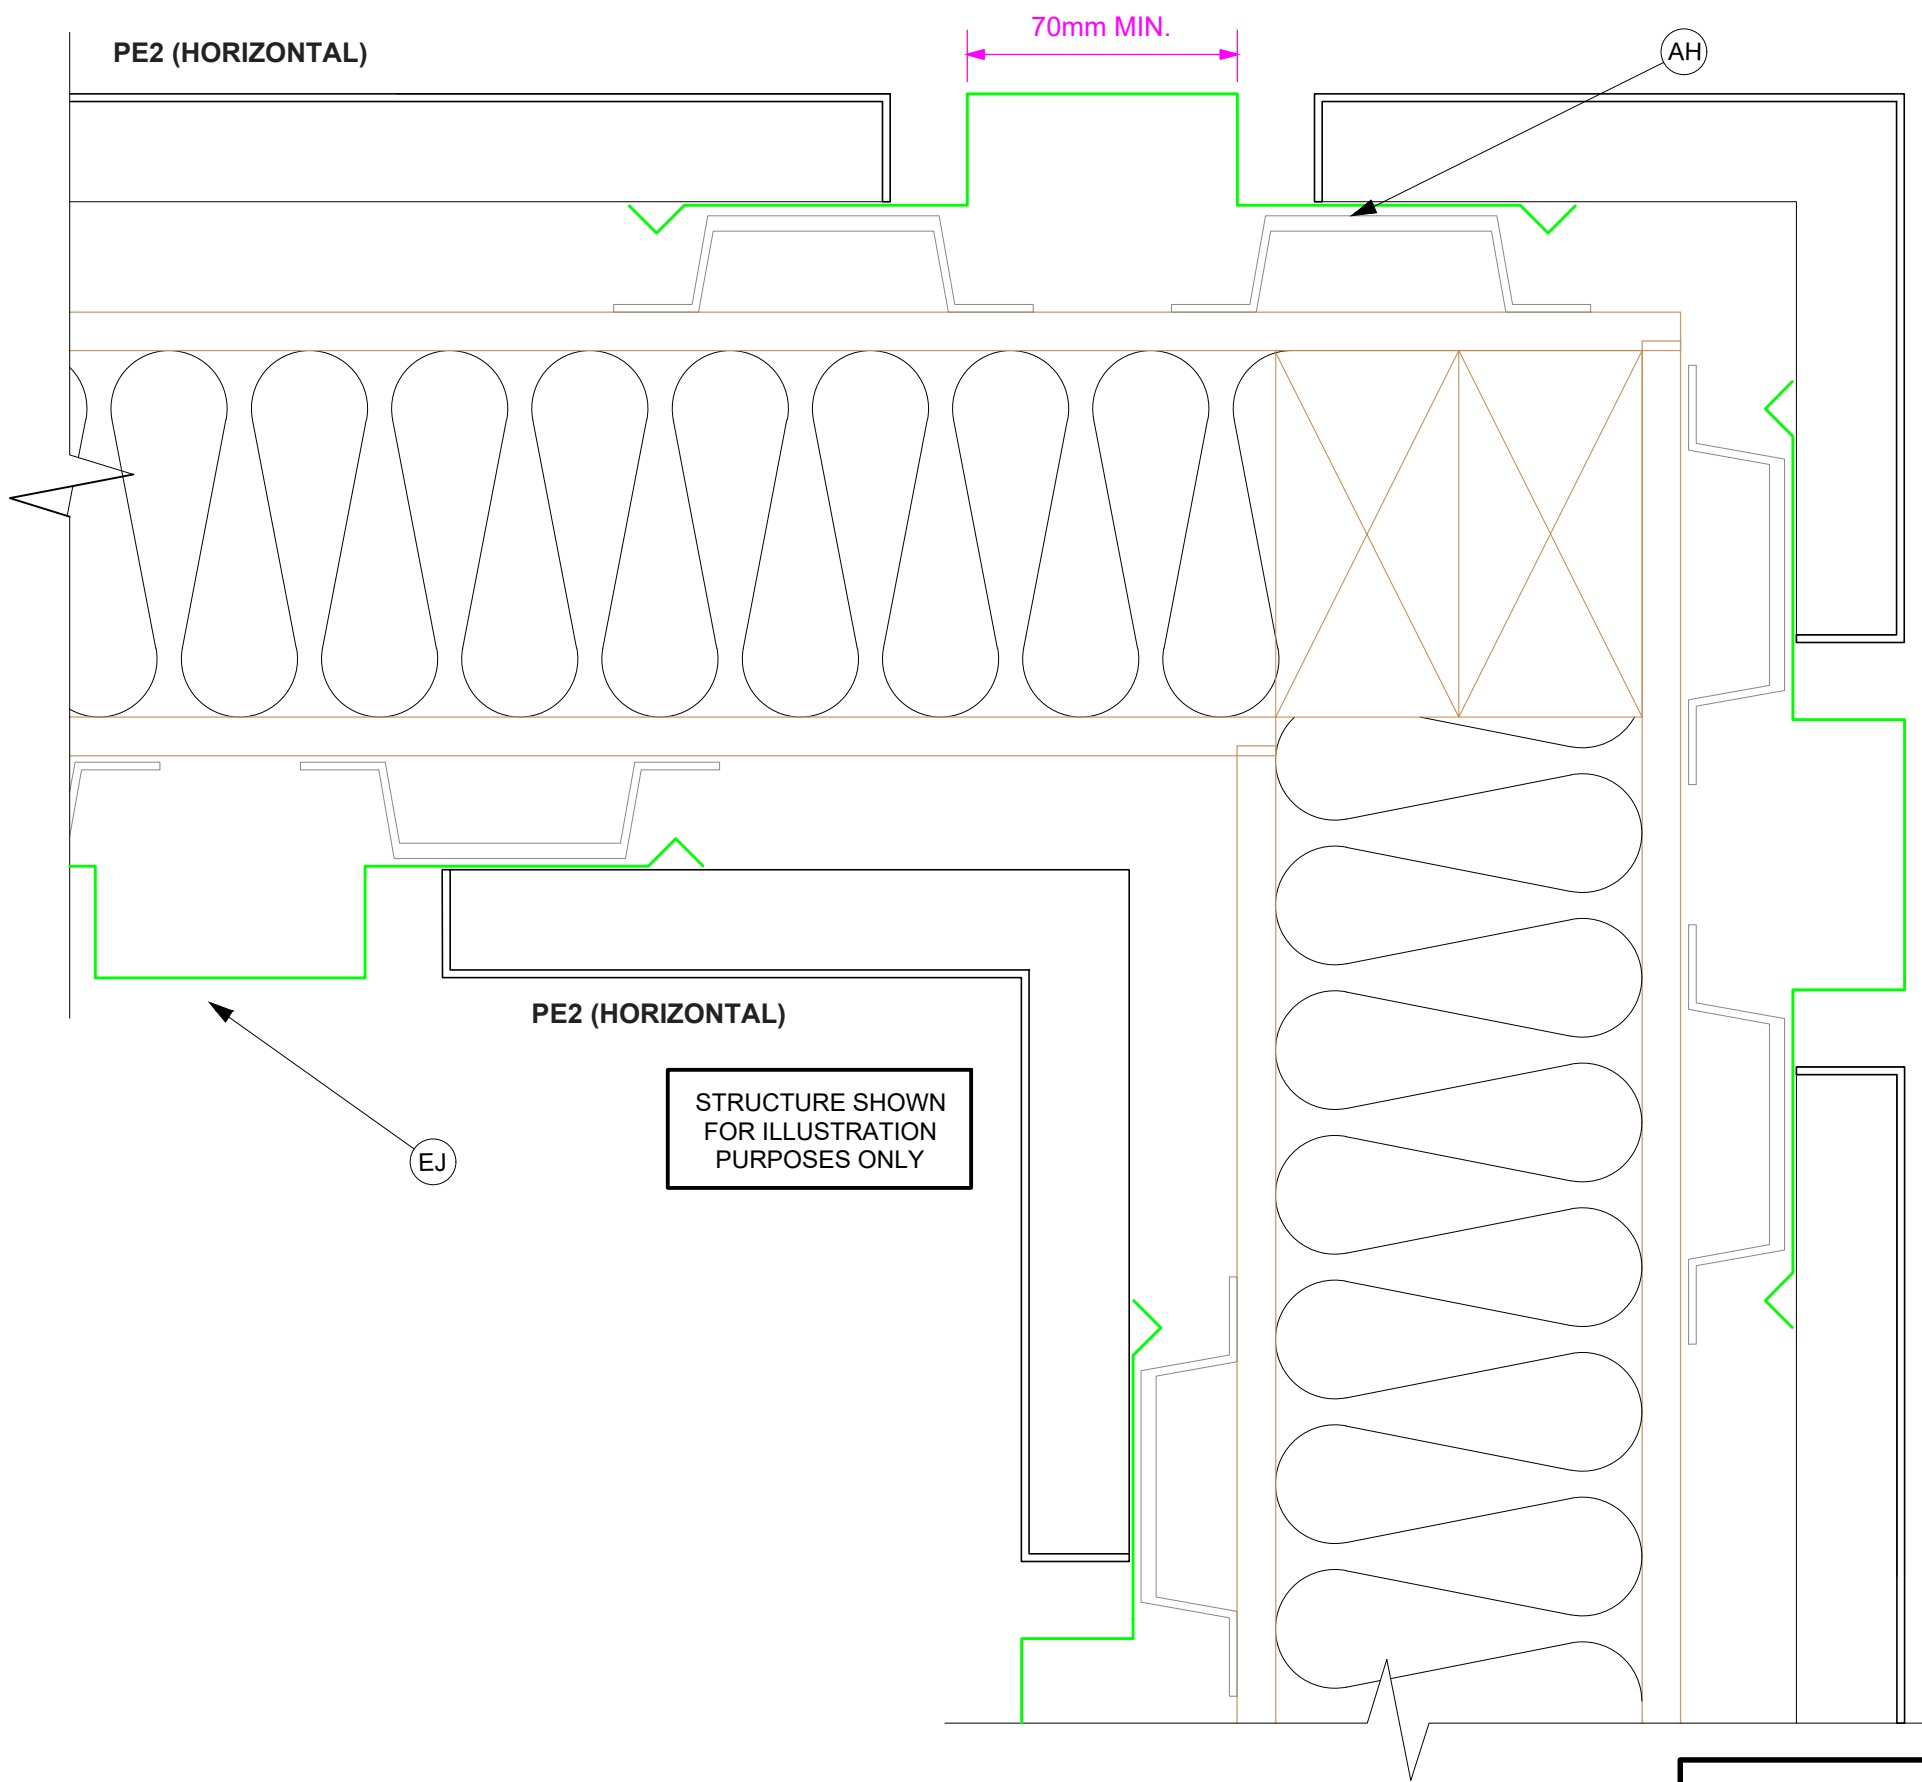 70mm MIN.
PE2 (HORIZONTAL)
AH
PE2 (HORIZONTAL)
STRUCTURE SHOWN
FOR ILLUSTRATION
PURPOSES ONLY
EJ